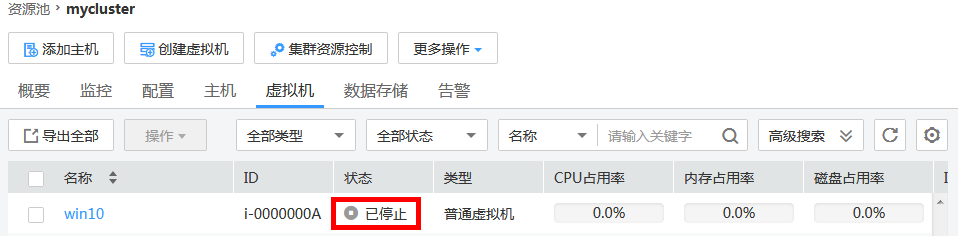 资源池 > mycluster
添加主机 创建虚拟机 集群资源控制 更多操作
概要 监控 配置 主机 虚拟机 数据存储 告警
导出全部 操作 全部类型 全部状态 名称 请输入关键字 高级搜索
名称 ID 状态 类型 CPU占用率 内存占用率 磁盘占用率
win10 i-0000000A 已停止 普通虚拟机 0.0% 0.0% 0.0%